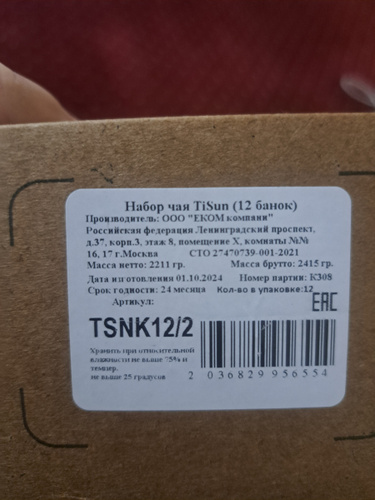 Набор чая TiSun (12 банок)
Производитель: ООО "ЕКОМ компани"
Российская федерация Ленинградский проспект,
д.37, корп.3, этаж 8, помещение X, комнаты №№
16, 17 г.Москва СТО 27470739-001-2021
Масса нетто: 2211 гр. Масса брутто: 2415 гр.
Дата изготовления 01.10.2024 Номер партии: К308
Срок годности: 24 месяца Кол-во в упаковке:12
Артикул:
EAC
TSNK12/2
Хранить при относительной
влажности не выше 75% и
темпер.
не выше 25 градусов
2 036829 956554